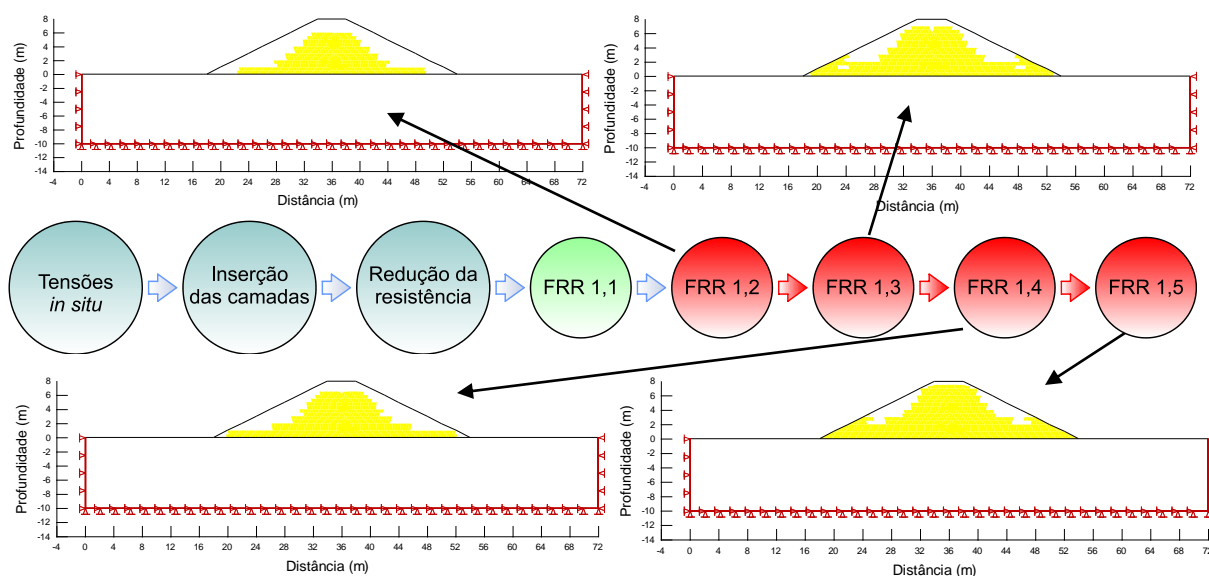 Profundidade (m)
8
6
4
2
0
-2
-4
-6
-8
-10
-12
-14
-4 0 4 8 12 16 20 24 28 32 36 40 44 48 52 56 60 64 68 72
Distância (m)
Profundidade (m)
8
6
4
2
0
-2
-4
-6
-8
-10
-12
-14
-4 0 4 8 12 16 20 24 28 32 36 40 44 48 52 56 60 64 68 72
Distância (m)
Tensões
in situ
Inserção
das camadas
Redução da
resistência
FRR 1,1
FRR 1,2
FRR 1,3
FRR 1,4
FRR 1,5
Profundidade (m)
8
6
4
2
0
-2
-4
-6
-8
-10
-12
-14
-4 0 4 8 12 16 20 24 28 32 36 40 44 48 52 56 60 64 68 72
Distância (m)
Profundidade (m)
8
6
4
2
0
-2
-4
-6
-8
-10
-12
-14
-4 0 4 8 12 16 20 24 28 32 36 40 44 48 52 56 60 64 68 72
Distância (m)